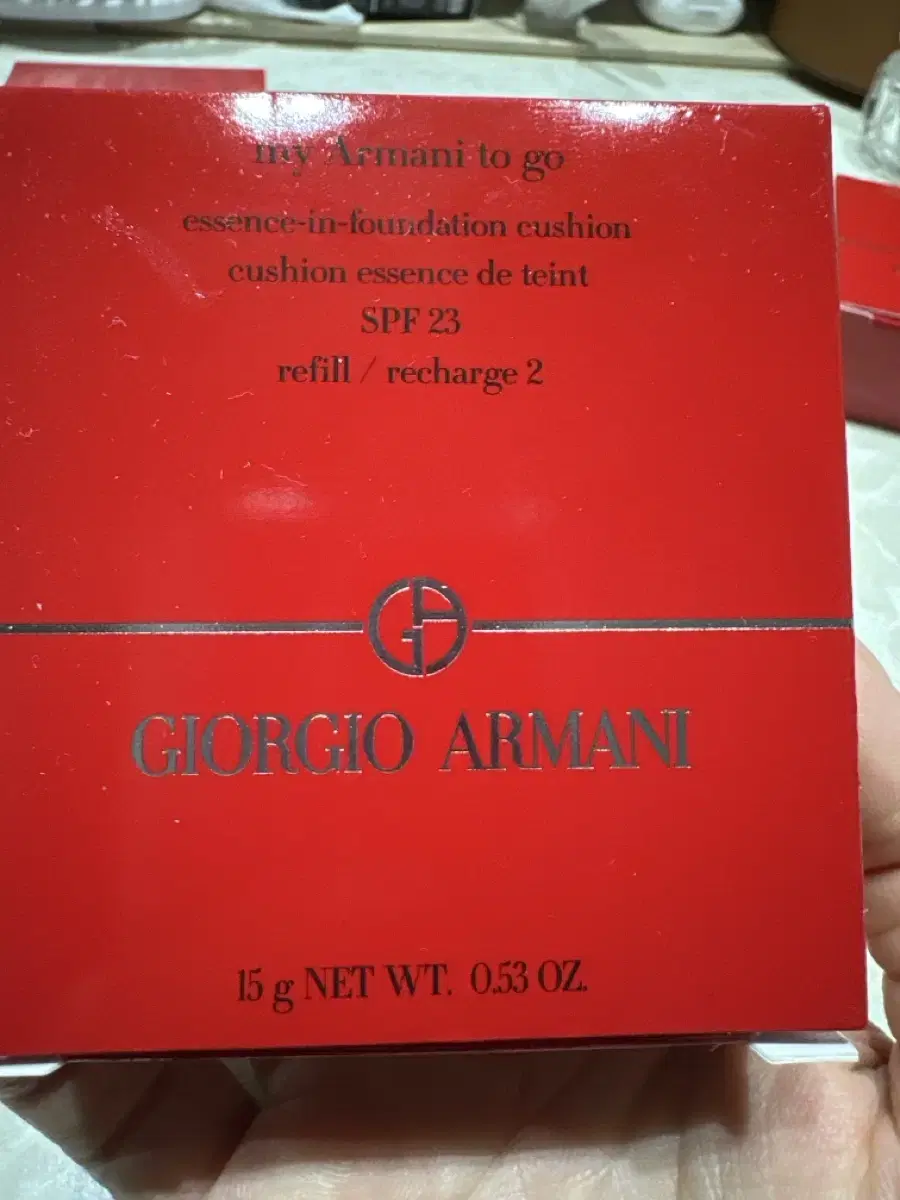 my Armani to go
essence-in-foundation cushion
cushion essence de teint
SPF 23
refill / recharge 2
GA
GIORGIO ARMANI
15 g NET WT. 0.53 OZ.